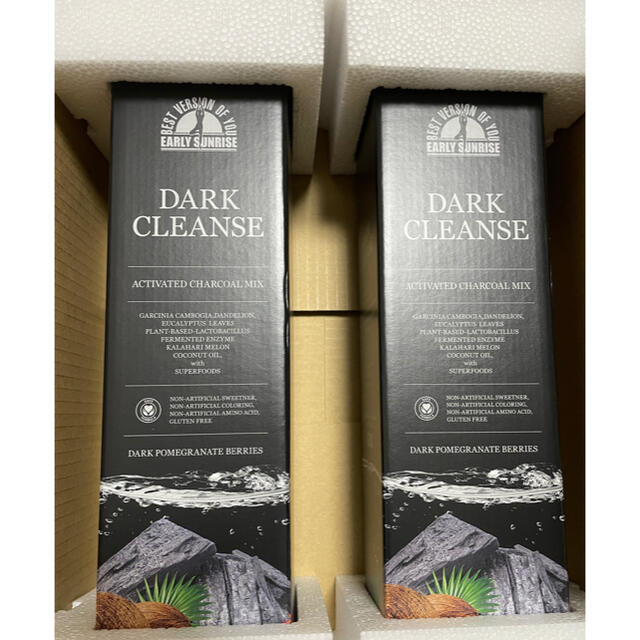 BEST VERSION OF YOU
EARLY SUNRISE
DARK
CLEANSE
ACTIVATED CHARCOAL MIX
GARCINIA CAMBOGIA,DANDELION,
EUCALYPTUS LEAVES
PLANT-BASED-LACTOBACILLUS
FERMENTED ENZYME
KALAHARI MELON
COCONUT OIL,
with
SUPERFOODS
NON-ARTIFICIAL SWEETNER,
NON-ARTIFICIAL COLORING,
NON-ARTIFICIAL AMINO ACID,
GLUTEN FREE
DARK POMEGRANATE BERRIES
BEST VERSION OF YOU
EARLY SUNRISE
DARK
CLEANSE
ACTIVATED CHARCOAL MIX
GARCINIA CAMBOGIA,DANDELION,
EUCALYPTUS LEAVES
PLANT-BASED-LACTOBACILLUS
FERMENTED ENZYME
KALAHARI MELON
COCONUT OIL,
with
SUPERFOODS
NON-ARTIFICIAL SWEETNER,
NON-ARTIFICIAL COLORING,
NON-ARTIFICIAL AMINO ACID,
GLUTEN FREE
DARK POMEGRANATE BERRIES